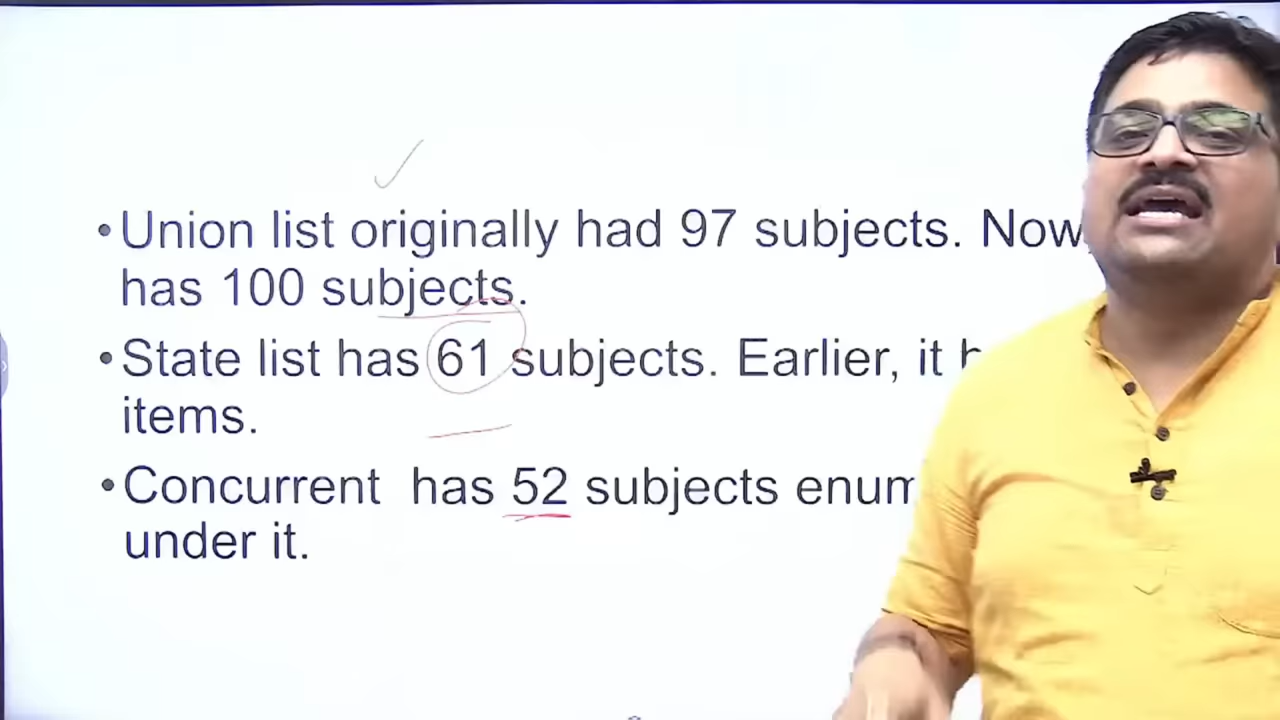 •Union list originally had 97 subjects. Now,
has 100 subjects.
•State list has 61 subjects. Earlier, it
items.
•Concurrent has 52 subjects
under it.